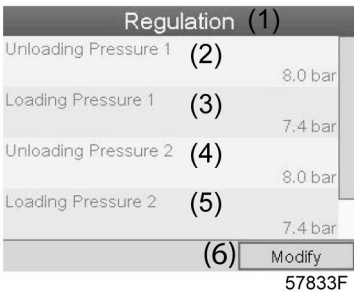 Regulation (1)
Unloading Pressure 1 (2)
8.0 bar
Loading Pressure 1 (3)
7.4 bar
Unloading Pressure 2 (4)
8.0 bar
Loading Pressure 2 (5)
7.4 bar
(6) Modify
57833F